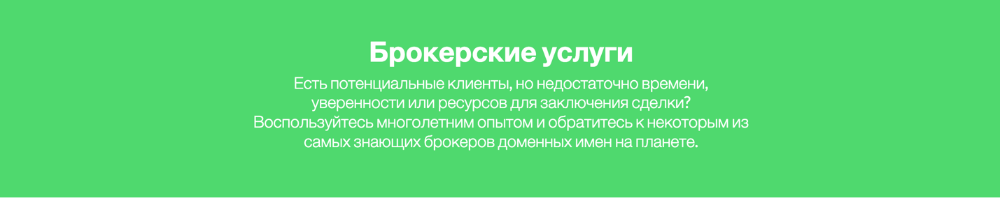 Брокерские услуги
Есть потенциальные клиенты, но недостаточно времени,
уверенности или ресурсов для заключения сделки?
Воспользуйтесь многолетним опытом и обратитесь к некоторым из
самых знающих брокеров доменных имен на планете.